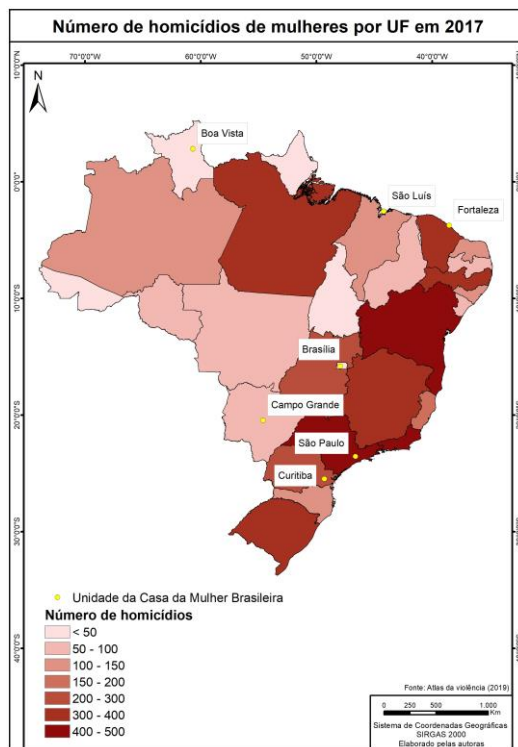 Número de homicídios de mulheres por UF em 2017
70°0'0"O 60°0'0"O 50°0'0"O 40°0'0"O
10°0'0"N
0°0'0"
10°0'0"S
20°0'0"S
30°0'0"S
40°0'0"S
N
Boa Vista
São Luís
Fortaleza
Brasília
Campo Grande
São Paulo
Curitiba
Unidade da Casa da Mulher Brasileira
Número de homicídios
< 50
50 - 100
100 - 150
150 - 200
200 - 300
300 - 400
400 - 500
Fonte: Atlas da violência (2019)
0 250 500 1.000
Km
Sistema de Coordenadas Geográficas
SIRGAS 2000
Elaborado pelas autoras